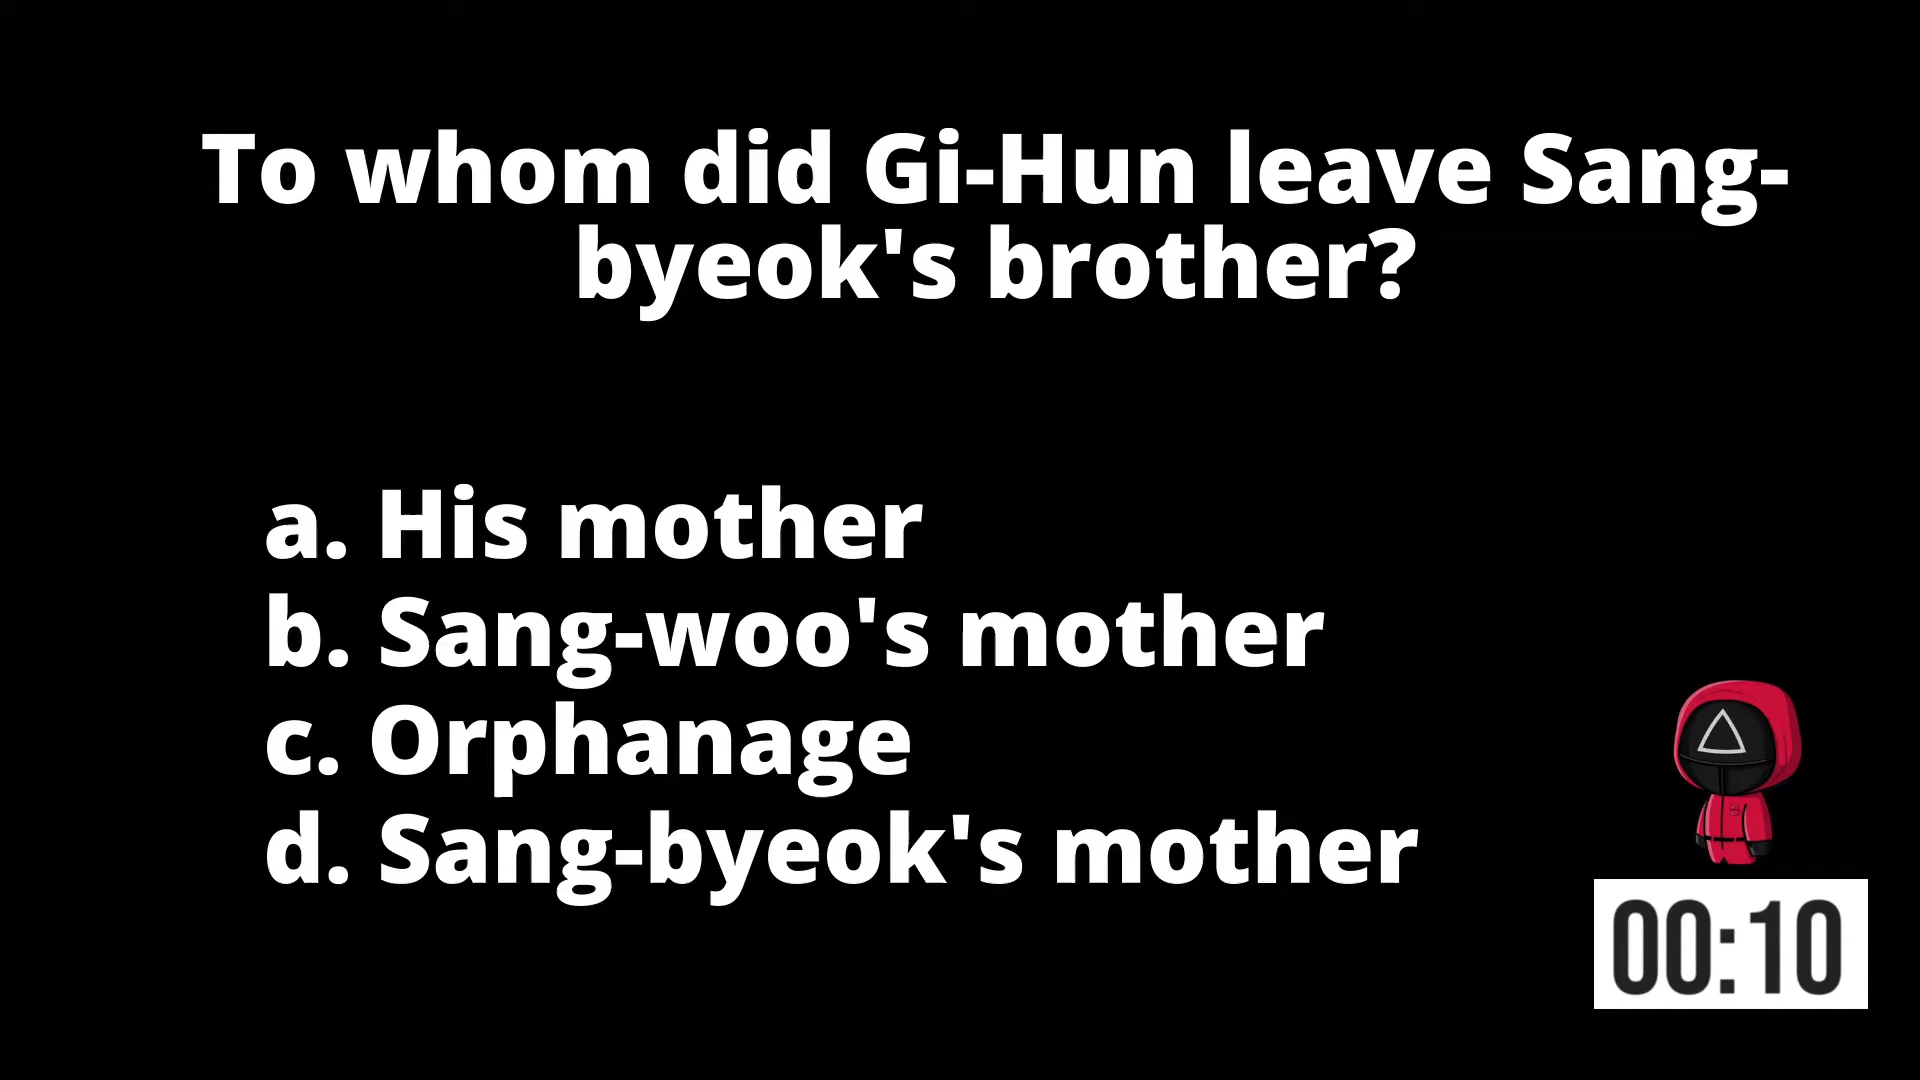 To whom did Gi-Hun leave Sang-
byeok's brother?
a. His mother
b. Sang-woo's mother
c. Orphanage
d. Sang-byeok's mother
00:10